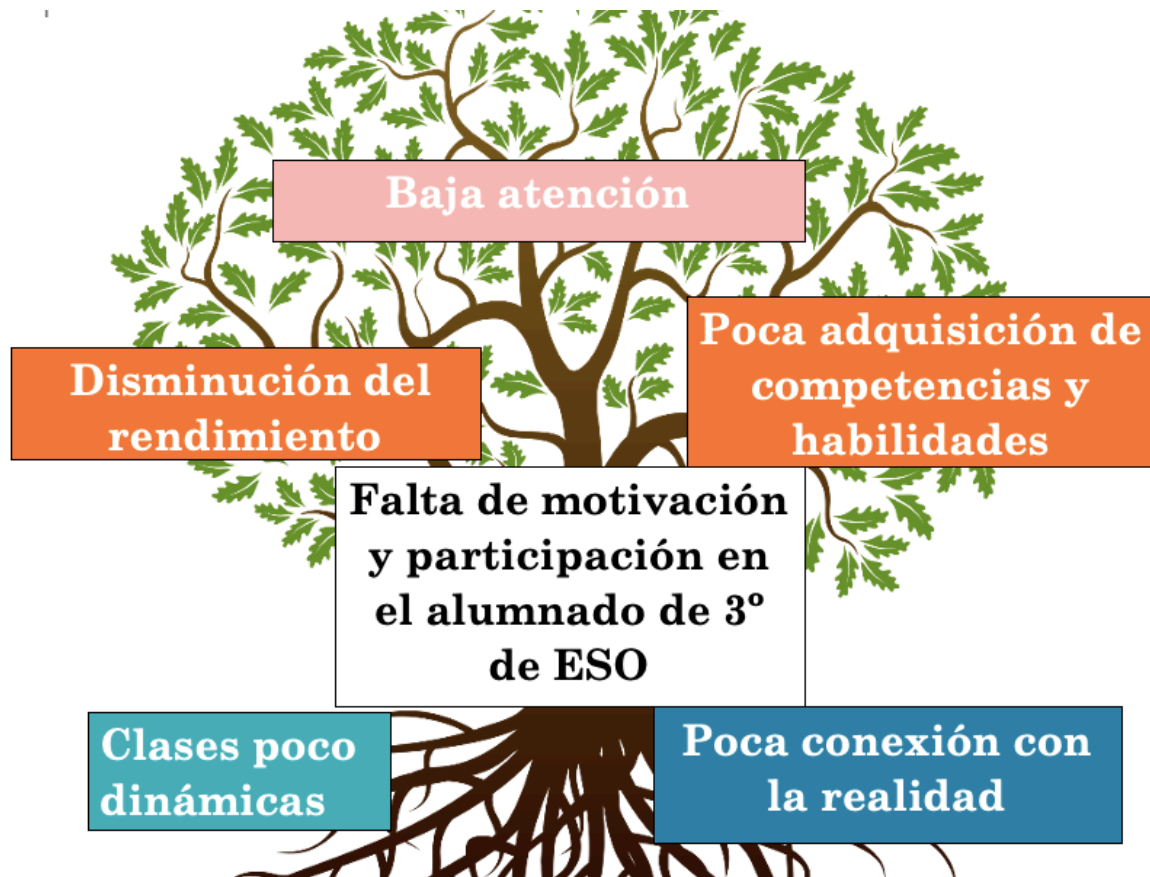 Baja atención
Poca adquisición de
competencias y
habilidades
Disminución del
rendimiento
Falta de motivación
y participación en
el alumnado de 3º
de ESO
Clases poco
dinámicas
Poca conexión con
la realidad